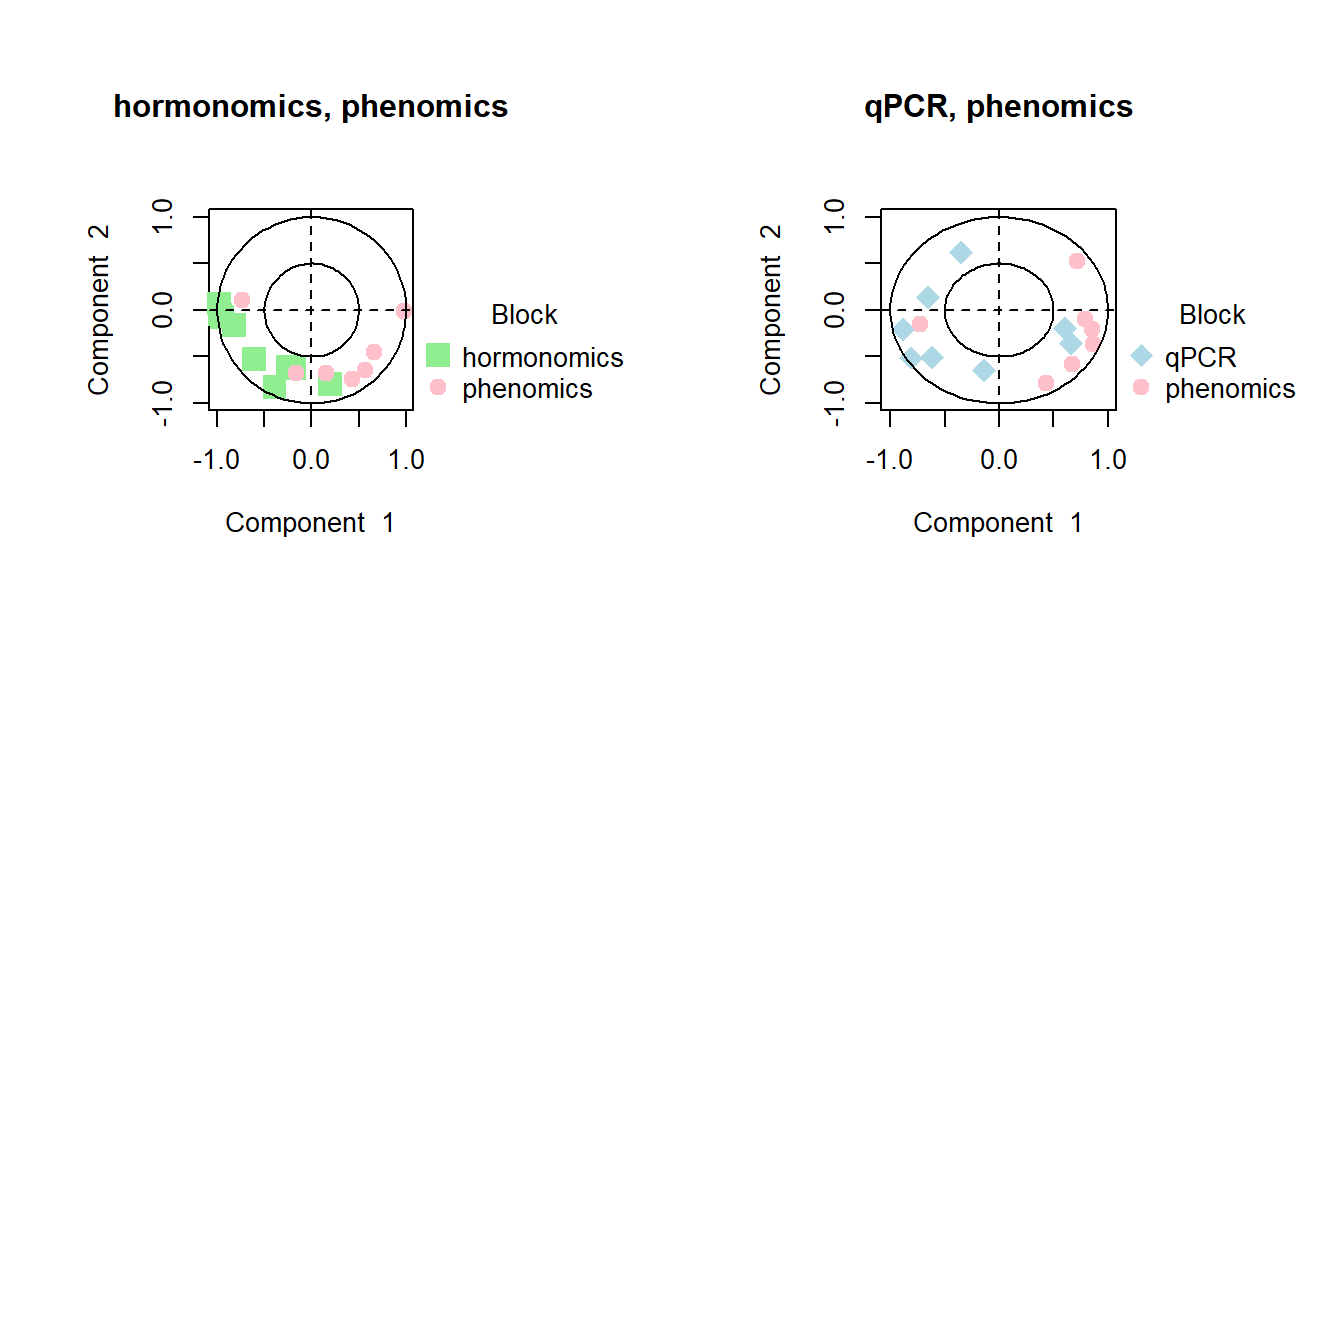 hormonomics, phenomics
Component 2
1.0
0.0
-1.0
-1.0 0.0 1.0
Component 1
Block
hormonomics
phenomics
qPCR, phenomics
Component 2
1.0
0.0
-1.0
-1.0 0.0 1.0
Component 1
Block
qPCR
phenomics